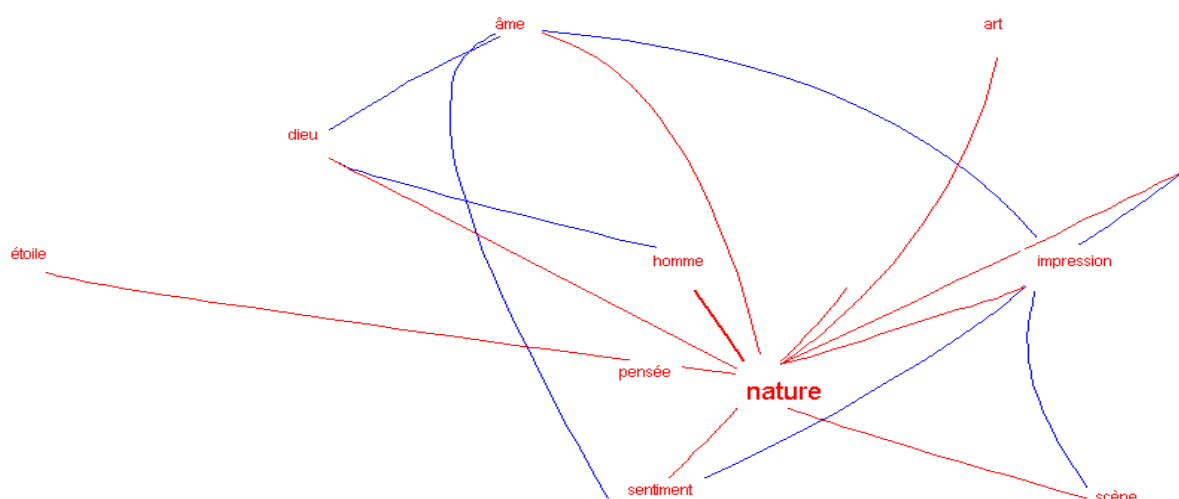 âme
art
dieu
étoile
homme
impression
pensée
nature
sentiment
scène